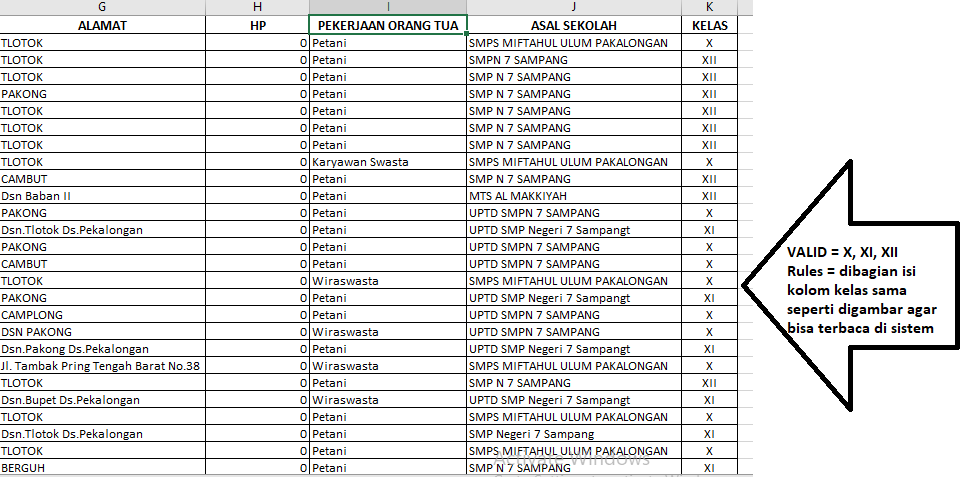 G H I J K
ALAMAT HP PEKERJAAN ORANG TUA ASAL SEKOLAH KELAS
TLOTOK 0 Petani SMPS MIFTAHUL ULUM PAKALONGAN X
TLOTOK 0 Petani SMPN 7 SAMPANG XII
TLOTOK 0 Petani SMP N 7 SAMPANG XII
PAKONG 0 Petani SMP N 7 SAMPANG XII
TLOTOK 0 Petani SMP N 7 SAMPANG XII
TLOTOK 0 Petani SMP N 7 SAMPANG XII
TLOTOK 0 Petani SMP N 7 SAMPANG XII
TLOTOK 0 Karyawan Swasta SMPS MIFTAHUL ULUM PAKALONGAN X
CAMBUT 0 Petani SMP N 7 SAMPANG XII
Dsn Baban II 0 Petani MTS AL MAKKIYAH XII
PAKONG 0 Petani UPTD SMPN 7 SAMPANG X
Dsn.Tlotok Ds.Pekalongan 0 Petani UPTD SMP Negeri 7 Sampangt XI
PAKONG 0 Petani UPTD SMPN 7 SAMPANG X
CAMBUT 0 Petani UPTD SMPN 7 SAMPANG X
TLOTOK 0 Wiraswasta SMPS MIFTAHUL ULUM PAKALONGAN X
PAKONG 0 Petani UPTD SMP Negeri 7 Sampangt XI
CAMPLONG 0 Petani UPTD SMPN 7 SAMPANG X
DSN PAKONG 0 Wiraswasta UPTD SMPN 7 SAMPANG X
Dsn.Pakong Ds.Pekalongan 0 Petani UPTD SMP Negeri 7 Sampangt XI
Jl. Tambak Pring Tengah Barat No.38 0 Wiraswasta SMPS MIFTAHUL ULUM PAKALONGAN X
TLOTOK 0 Petani SMP N 7 SAMPANG XII
Dsn.Bupet Ds.Pekalongan 0 Wiraswasta UPTD SMP Negeri 7 Sampangt XI
TLOTOK 0 Petani SMPS MIFTAHUL ULUM PAKALONGAN X
Dsn.Tlotok Ds.Pekalongan 0 Petani SMP Negeri 7 Sampang XI
TLOTOK 0 Petani SMPS MIFTAHUL ULUM PAKALONGAN X
Activate Windows
BERGUH 0 Petani SMP N 7 SAMPANG XI
VALID = X, XI, XII
Rules = dibagian isi
kolom kelas sama
seperti digambar agar
bisa terbaca di sistem